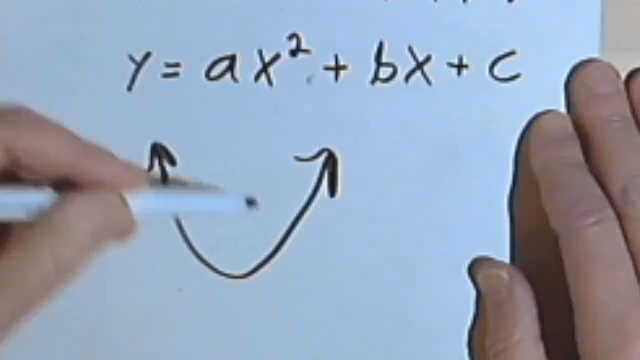 y = ax² + bx + c